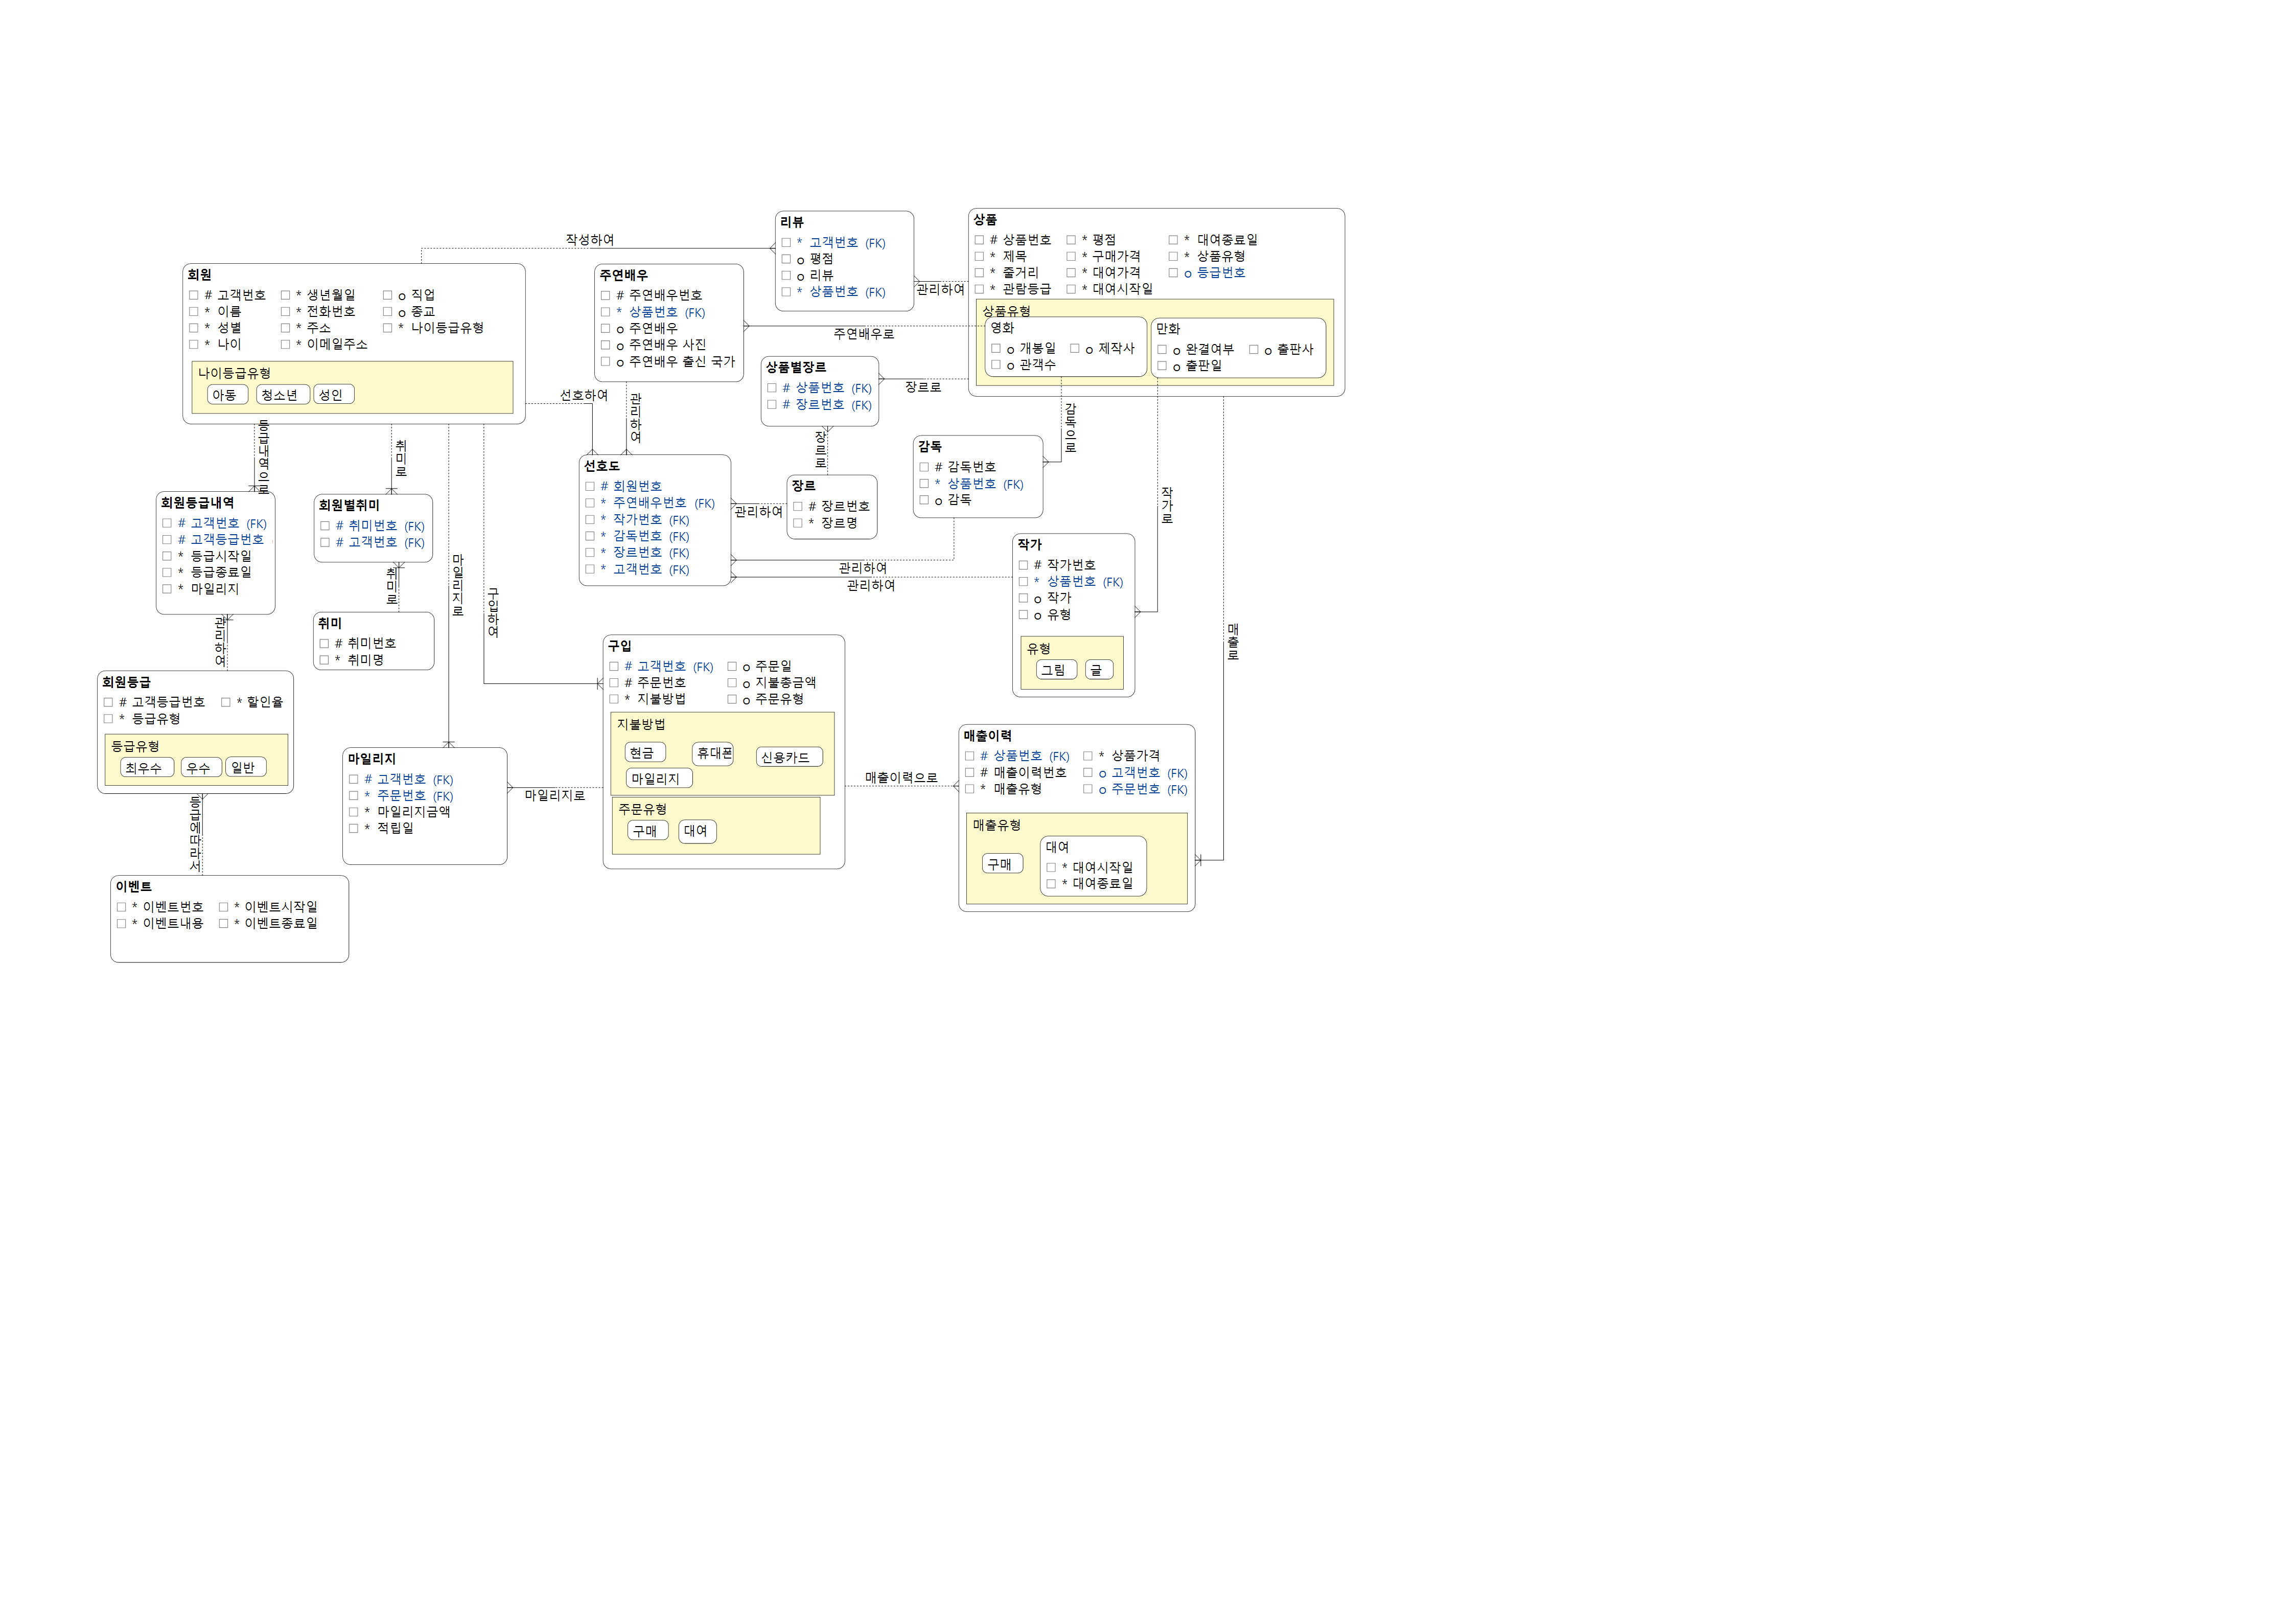 작성하여
리뷰
* 고객번호 (FK)
o 평점
o 리뷰
* 상품번호 (FK)
관리하여
상품
# 상품번호 * 평점 * 대여종료일
* 제목 * 구매가격 * 상품유형
* 줄거리 * 대여가격 o 등급번호
* 관람등급 * 대여시작일
상품유형
영화
o 개봉일 o 제작사
o 관객수
만화
o 완결여부 o 출판사
o 출판일
회원
# 고객번호 * 생년월일 o 직업
* 이름 * 전화번호 o 종교
* 성별 * 주소 * 나이등급유형
* 나이 * 이메일주소
나이등급유형
아동 청소년 성인
주연배우
# 주연배우번호
* 상품번호 (FK)
o 주연배우
o 주연배우 사진
o 주연배우 출신 국가
주연배우로
상품별장르
# 상품번호 (FK)
# 장르번호 (FK)
장르로
선호하여
관리하여
감독으로
장르로
등급내역으로
취미로
감독
# 감독번호
* 상품번호 (FK)
o 감독
선호도
# 회원번호
* 주연배우번호 (FK)
* 작가번호 (FK)
* 감독번호 (FK)
* 장르번호 (FK)
* 고객번호 (FK)
장르
# 장르번호
* 장르명
관리하여
관리하여
관리하여
작가로
회원등급내역
# 고객번호 (FK)
# 고객등급번호
* 등급시작일
* 등급종료일
* 마일리지
회원별취미
# 취미번호 (FK)
# 고객번호 (FK)
취미로
마일리지로
구입하여
작가
# 작가번호
* 상품번호 (FK)
o 작가
o 유형
유형
그림 글
취미
# 취미번호
* 취미명
관리하여
매출로
회원등급
# 고객등급번호 * 할인율
* 등급유형
등급유형
최우수 우수 일반
구입
# 고객번호 (FK) o 주문일
# 주문번호 o 지불총금액
* 지불방법 o 주문유형
지불방법
현금 휴대폰 신용카드
마일리지
주문유형
구매 대여
마일리지
# 고객번호 (FK)
* 주문번호 (FK)
* 마일리지금액
* 적립일
마일리지로
매출이력으로
매출이력
# 상품번호 (FK) * 상품가격
# 매출이력번호 o 고객번호 (FK)
* 매출유형 o 주문번호 (FK)
매출유형
구매
대여
* 대여시작일
* 대여종료일
등급에따라서
이벤트
* 이벤트번호 * 이벤트시작일
* 이벤트내용 * 이벤트종료일